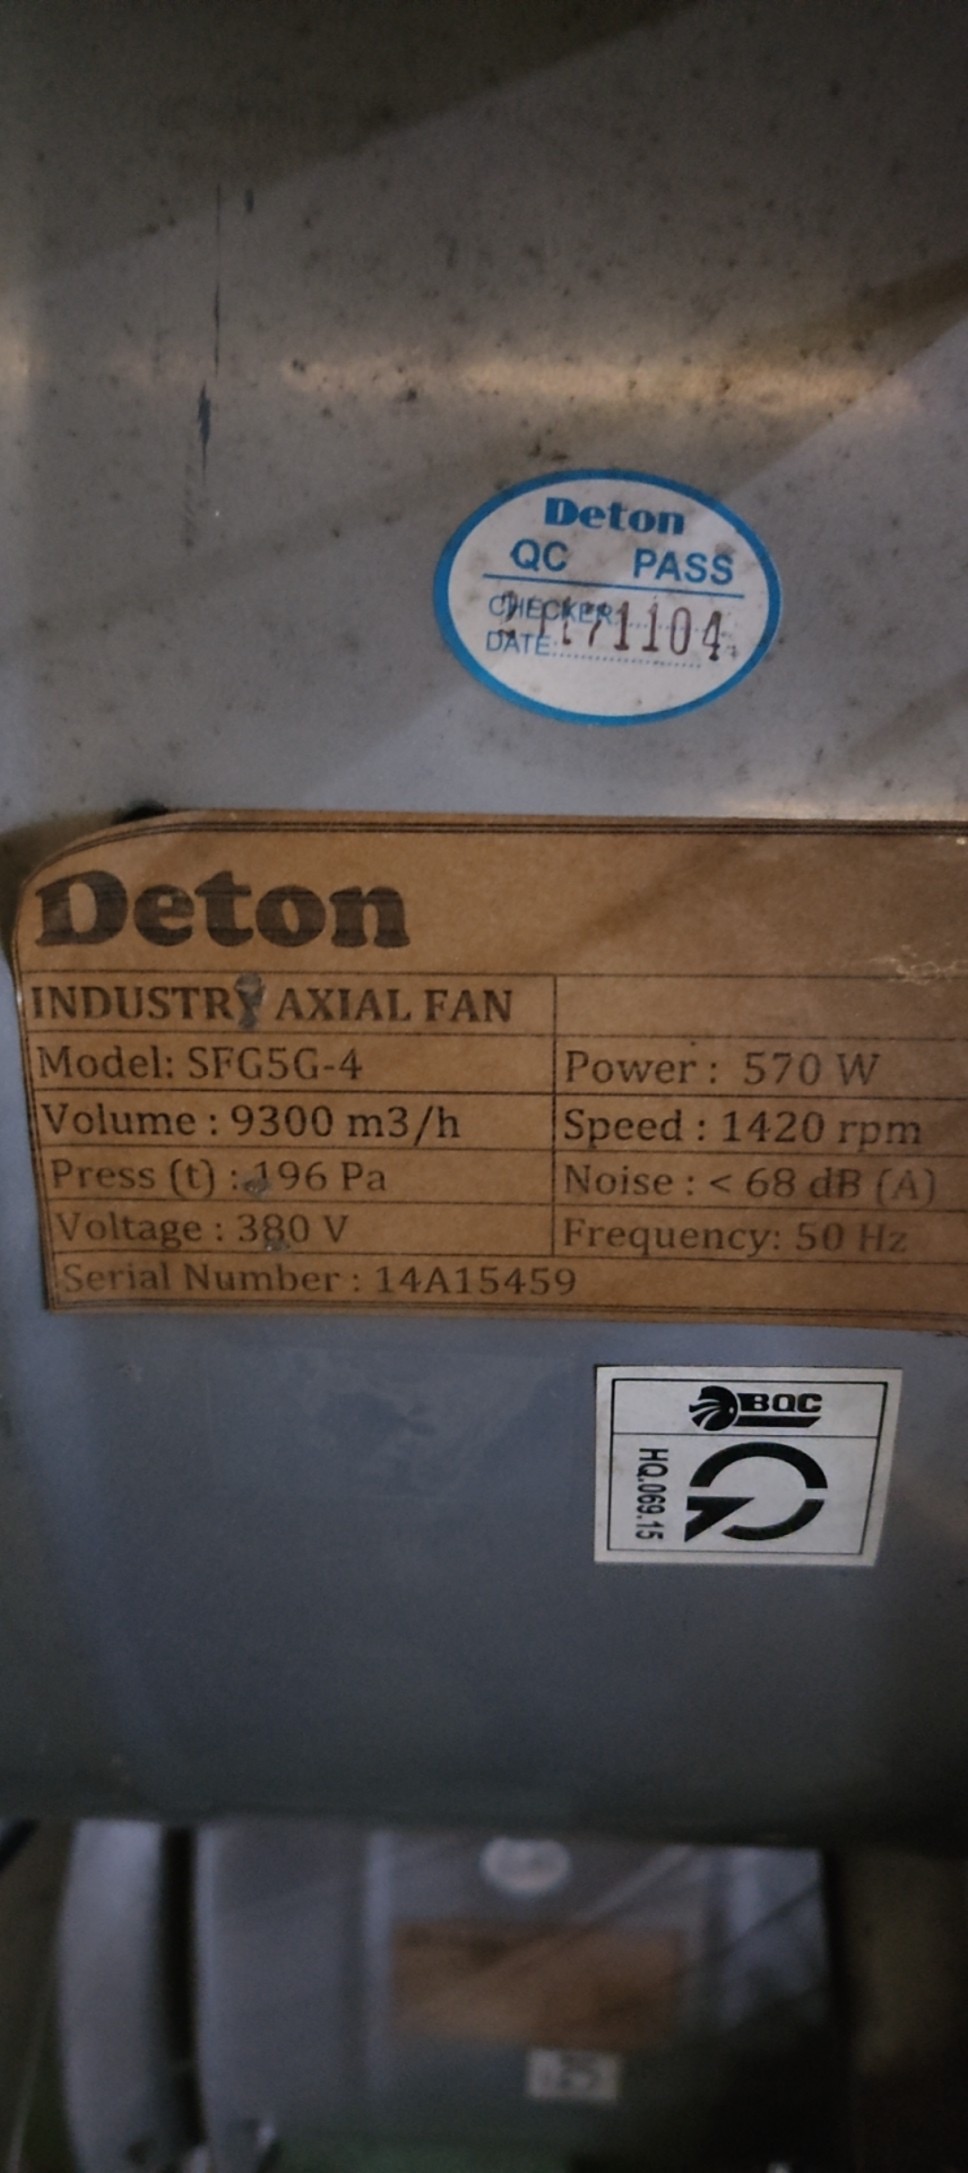 Deton
QC PASS
CHECKER:
DATE:
Deton
INDUSTRY AXIAL FAN
Model: SFG5G-4
Power : 570 W
Volume : 9300 m3/h
Speed : 1420 rpm
Press (t) : 196 Pa
Noise : < 68 dB (A)
Voltage : 380 V
Frequency: 50 Hz
Serial Number : 14A15459
BQC
HQ.069.15